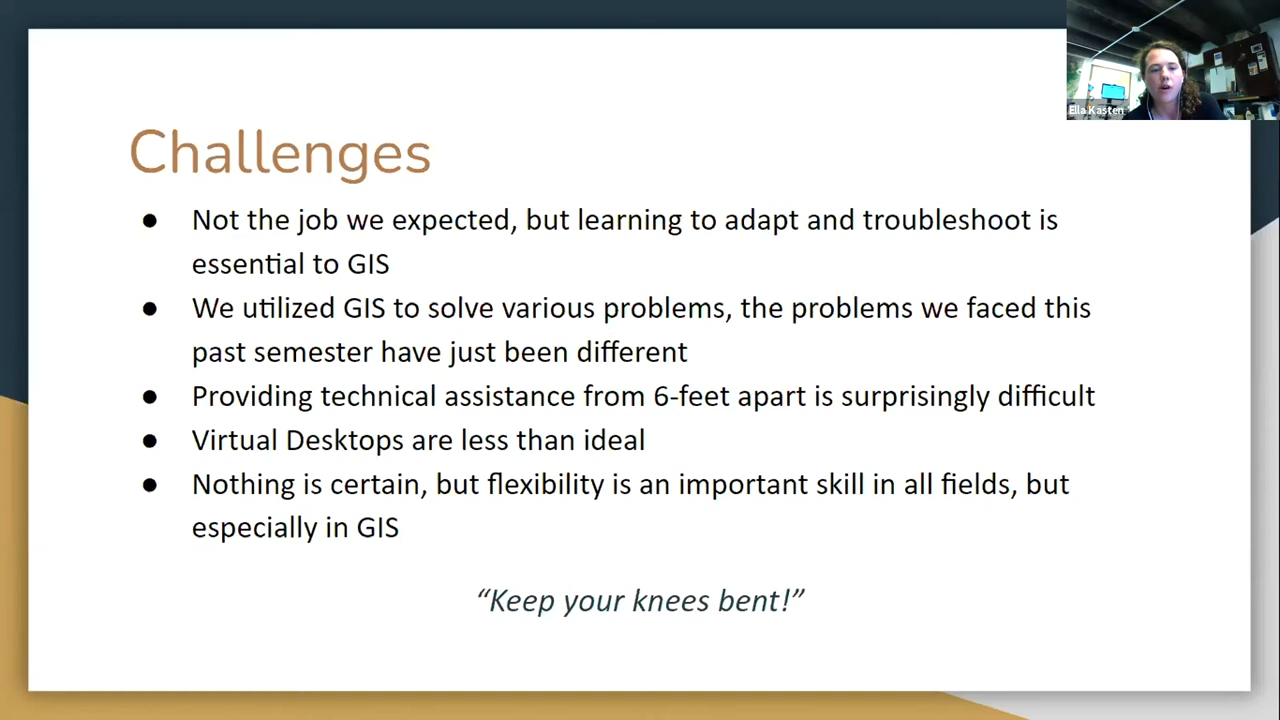 Ella Kasten
Challenges
● Not the job we expected, but learning to adapt and troubleshoot is
essential to GIS
● We utilized GIS to solve various problems, the problems we faced this
past semester have just been different
● Providing technical assistance from 6-feet apart is surprisingly difficult
● Virtual Desktops are less than ideal
● Nothing is certain, but flexibility is an important skill in all fields, but
especially in GIS
“Keep your knees bent!”